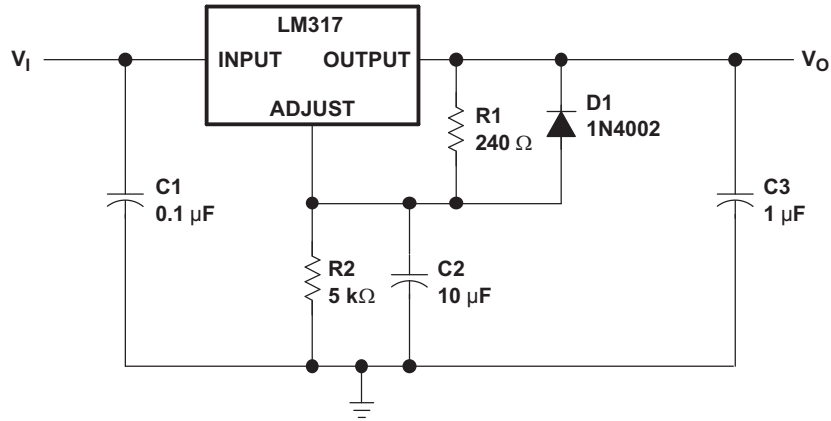 LM317
V_I
INPUT
OUTPUT
V_O
ADJUST
R1
240 Ω
D1
1N4002
C1
0.1 µF
C3
1 µF
R2
5 kΩ
C2
10 µF